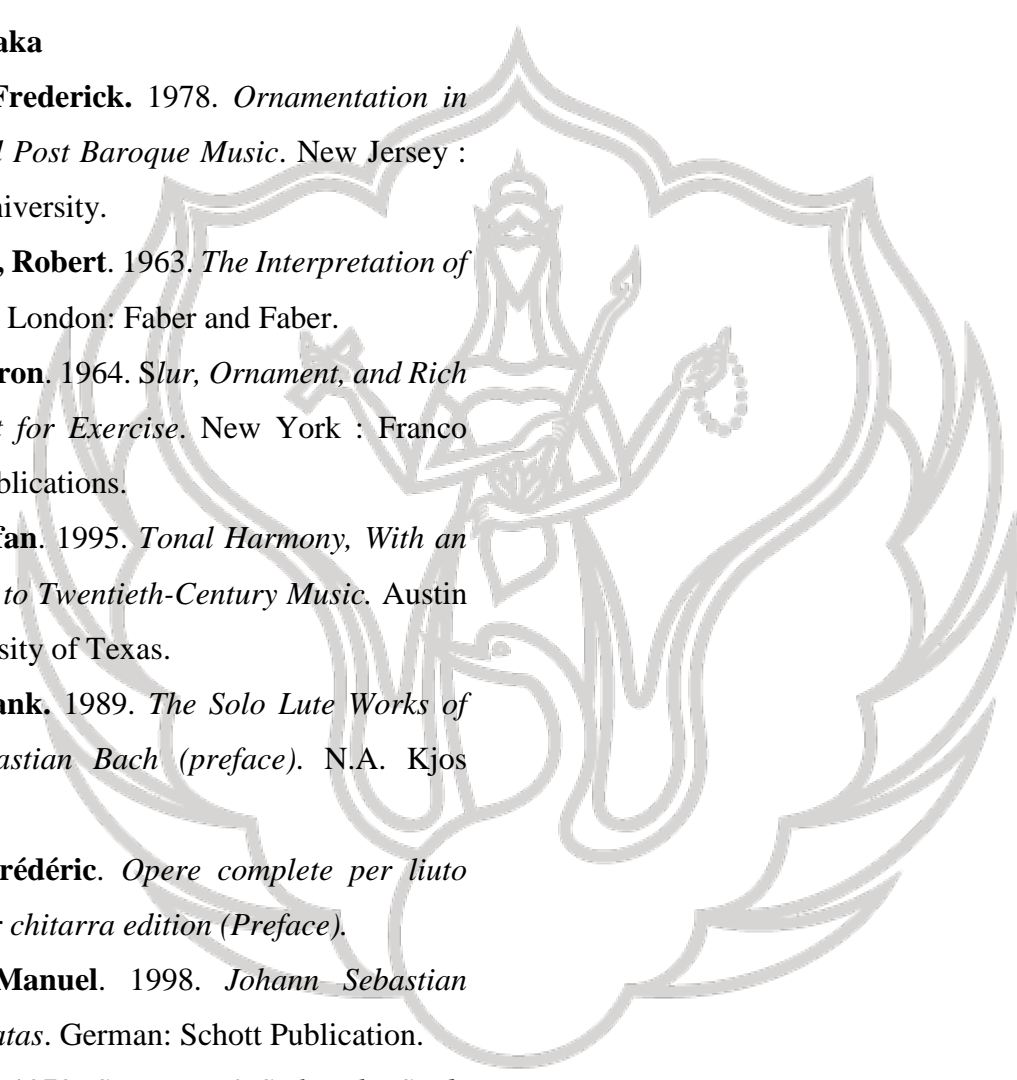 aka
Frederick. 1978. Ornamentation in
Post Baroque Music. New Jersey :
niversity.
, Robert. 1963. The Interpretation of
London: Faber and Faber.
ron. 1964. Slur, Ornament, and Rich
for Exercise. New York : Franco
blications.
fan. 1995. Tonal Harmony, With an
to Twentieth-Century Music. Austin
sity of Texas.
ank. 1989. The Solo Lute Works of
astian Bach (preface). N.A. Kjos
rédéric. Opere complete per liuto
r chitarra edition (Preface).
Manuel. 1998. Johann Sebastian
atas. German: Schott Publication.